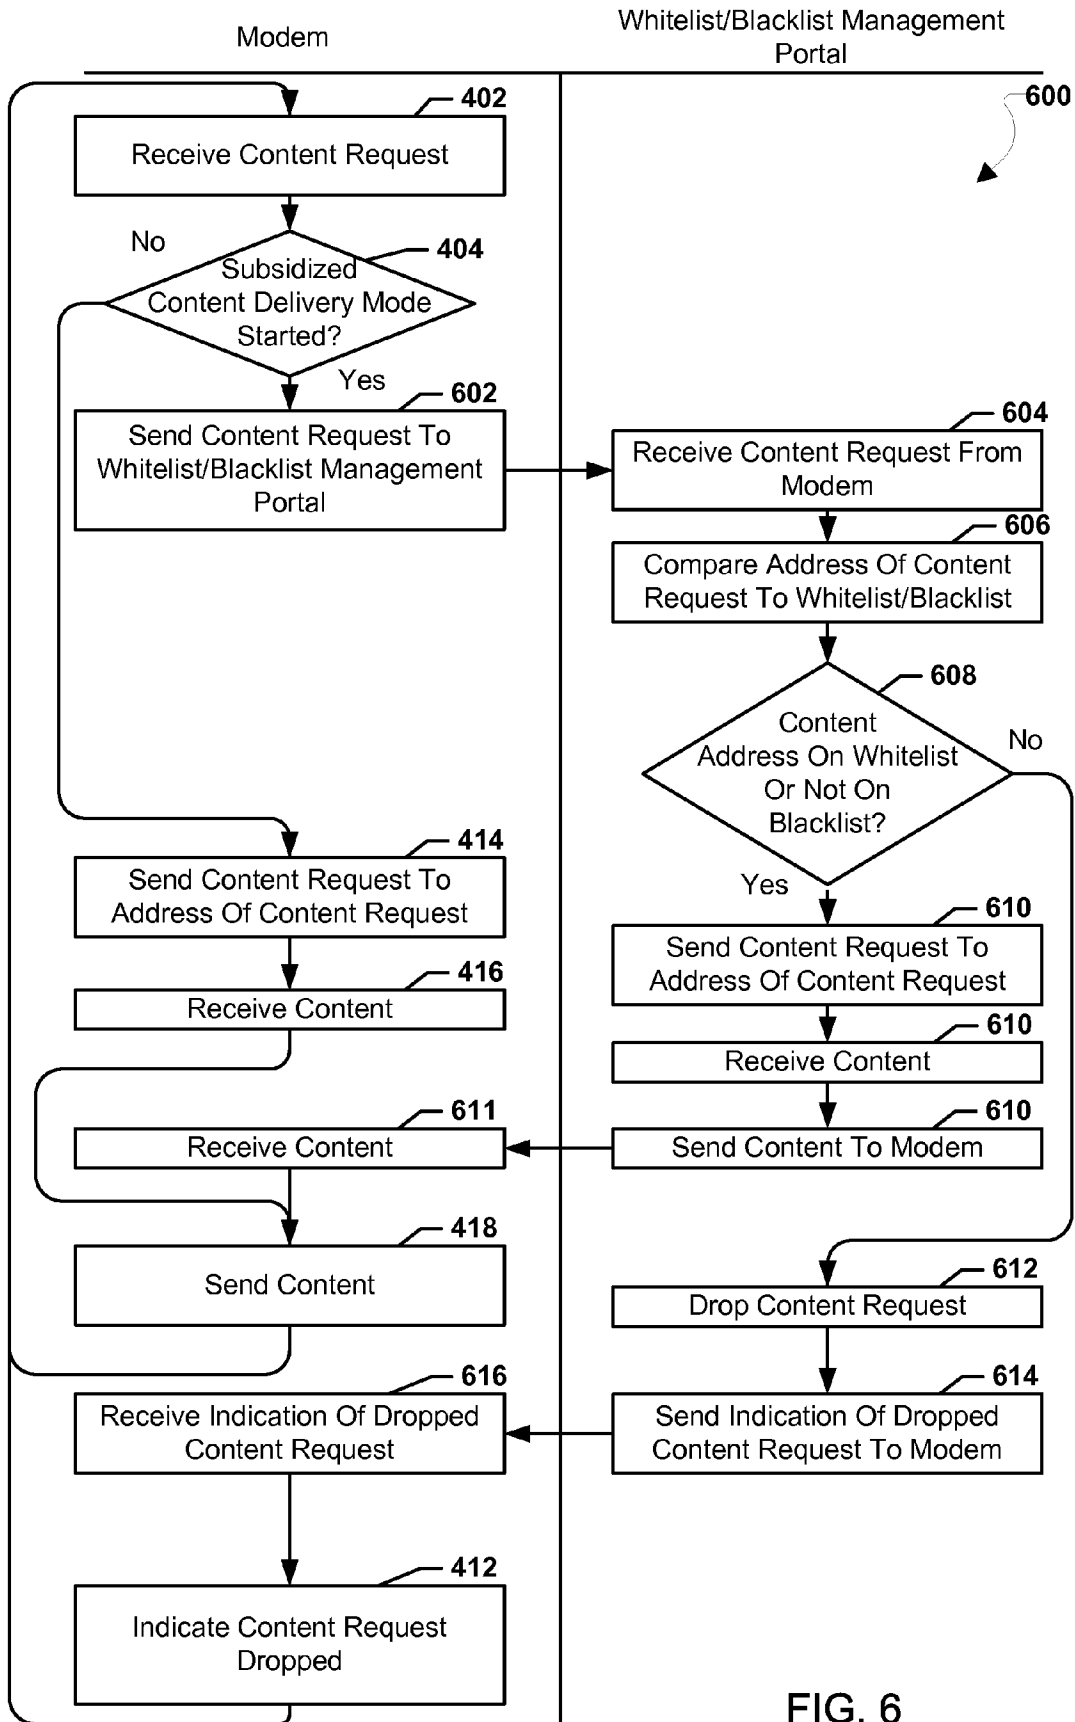 Modem
Whitelist/Blacklist Management
Portal
600
402
Receive Content Request
No
404
Subsidized
Content Delivery Mode
Started?
Yes
602
Send Content Request To
Whitelist/Blacklist Management
Portal
604
Receive Content Request From
Modem
606
Compare Address Of Content
Request To Whitelist/Blacklist
608
Content
Address On Whitelist
Or Not On
Blacklist?
No
Yes
414
Send Content Request To
Address Of Content Request
610
Send Content Request To
Address Of Content Request
416
Receive Content
610
Receive Content
611
Receive Content
610
Send Content To Modem
418
Send Content
612
Drop Content Request
616
Receive Indication Of Dropped
Content Request
614
Send Indication Of Dropped
Content Request To Modem
412
Indicate Content Request
Dropped
FIG. 6